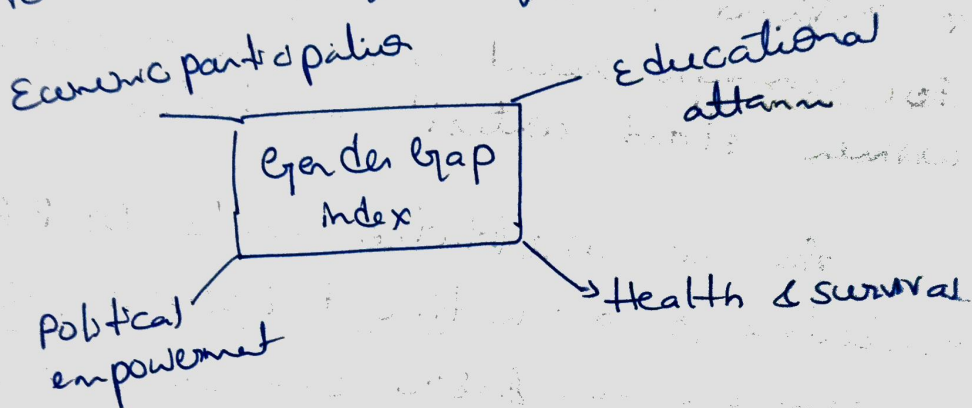 Economic participation
Educational
attainm
Gender Gap
index
Political
empowerment
Health & survival